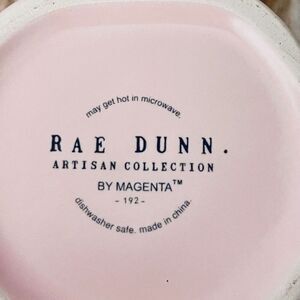 may get hot in microwave.
RAE DUNN.
ARTISAN COLLECTION
BY MAGENTA™
- 192 -
dishwasher safe. made in china.